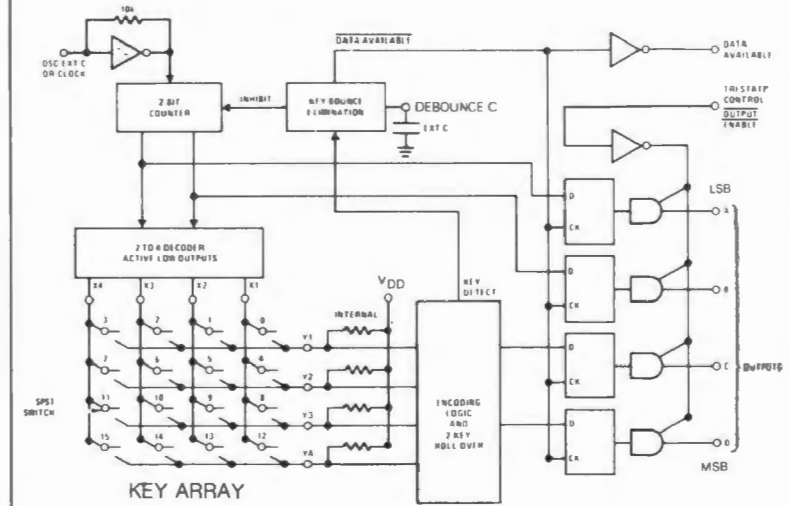 10k
OSC EXT C
OR CLOCK
2 BIT
COUNTER
INHIBIT
KEY BOUNCE
ELIMINATION
DATA AVAILABLE
DEBOUNCE C
EXT C
DATA
AVAILABLE
TRISTATE
CONTROL
OUTPUT
ENABLE
2 TO 4 DECODER
ACTIVE LOW OUTPUTS
X4 X3 X2 X1
VDD
KEY
DETECT
INTERNAL
3 2 1 0 Y1
7 6 5 4 Y2
SPST
SWITCH
11 10 9 8 Y3
15 14 13 12 Y4
KEY ARRAY
ENCODING
LOGIC
AND
2 KEY
ROLL OVER
D
CK
LSB
A
D
CK
B
D
CK
C
OUTPUTS
D
CK
D
MSB